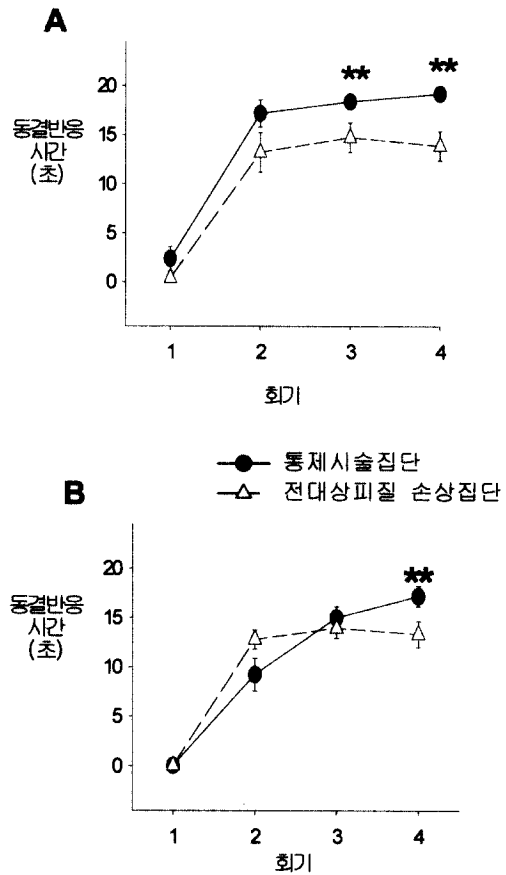 A
** **
20
동결반응
시간
(초)
15
10
5
0
1 2 3 4
회기
통제시술집단
전대상피질 손상집단
B
**
20
동결반응
시간
(초)
15
10
5
0
1 2 3 4
회기